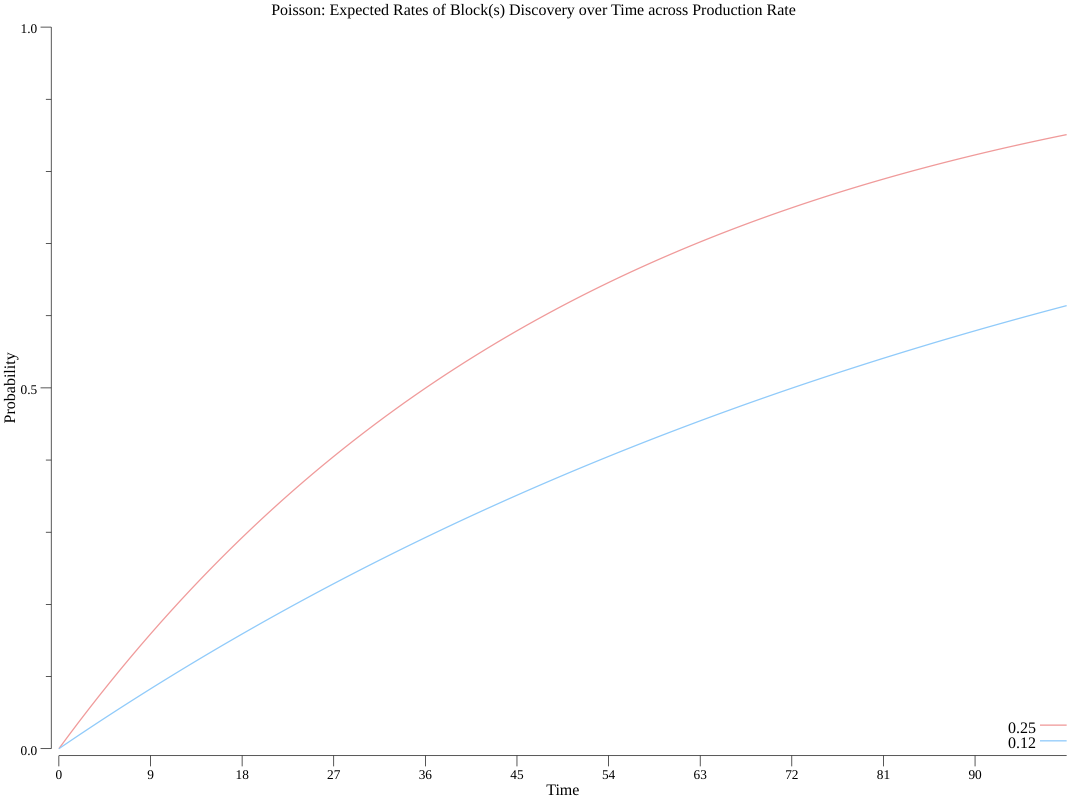 Poisson: Expected Rates of Block(s) Discovery over Time across Production Rate
1.0
Probability
0.5
0.0
0.25
0.12
0 9 18 27 36 45 54 63 72 81 90
Time